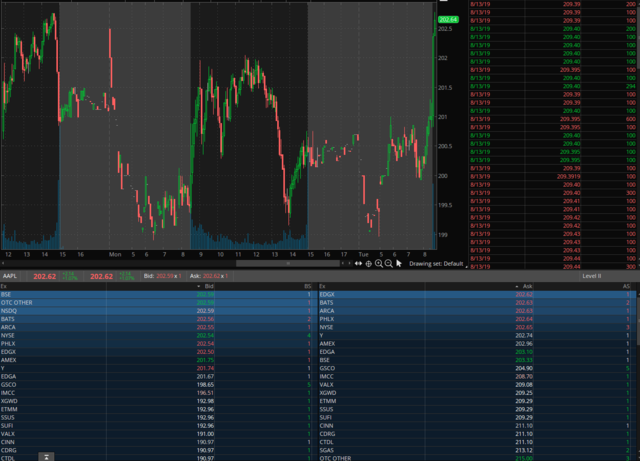 202.64
202.5
202
201.5
201
200.5
200
199.5
199
12 13 14 15 16 Mon 5 6 7 8 9 10 11 12 13 14 15 16 Tue 5 6 7 8
Drawing set: Default
8/13/19 209.39 200
8/13/19 209.39 100
8/13/19 209.39 100
8/13/19 209.40 200
8/13/19 209.40 100
8/13/19 209.40 100
8/13/19 209.40 100
8/13/19 209.40 100
8/13/19 209.395 100
8/13/19 209.40 100
8/13/19 209.40 294
8/13/19 209.39 100
8/13/19 209.39 100
8/13/19 209.395 100
8/13/19 209.395 600
8/13/19 209.40 100
8/13/19 209.40 100
8/13/19 209.40 100
8/13/19 209.395 100
8/13/19 209.395 100
8/13/19 209.40 100
8/13/19 209.3919 100
8/13/19 209.40 100
8/13/19 209.40 300
8/13/19 209.41 100
8/13/19 209.41 100
8/13/19 209.42 100
8/13/19 209.42 100
8/13/19 209.43 100
8/13/19 209.43 100
8/13/19 209.43 100
8/13/19 209.44 100
8/13/19 209.44 300
AAPL 202.62 202.62 Bid: 202.59 x 1 Ask: 202.62 x 1 Level II
Ex Bid BS Ex Ask AS
BSE 202.59 1 EDGX 202.62 1
OTC OTHER 202.59 1 BATS 202.63 2
NSDQ 202.59 1 ARCA 202.63 1
BATS 202.56 2 PHLX 202.64 1
ARCA 202.55 1 NYSE 202.65 3
NYSE 202.54 4 Y 202.74 1
PHLX 202.54 1 AMEX 202.96 1
EDGX 202.50 1 EDGA 203.10 1
AMEX 201.75 1 BSE 203.33 1
Y 201.74 1 GSCO 204.90 5
EDGA 201.67 1 IMCC 208.70 1
GSCO 198.65 5 VALX 209.08 1
IMCC 196.51 1 XGWD 209.25 1
XGWD 192.98 1 ETMM 209.29 1
ETMM 192.96 1 SSUS 209.29 1
SSUS 192.96 1 SUFI 209.29 1
SUFI 192.96 1 CINN 211.10 1
VALX 191.00 1 CDRG 211.10 1
CINN 190.97 1 CTDL 211.10 1
CDRG 190.97 1 SGAS 213.12 2
CTDL 190.97 1 OTC OTHER 215.00 3